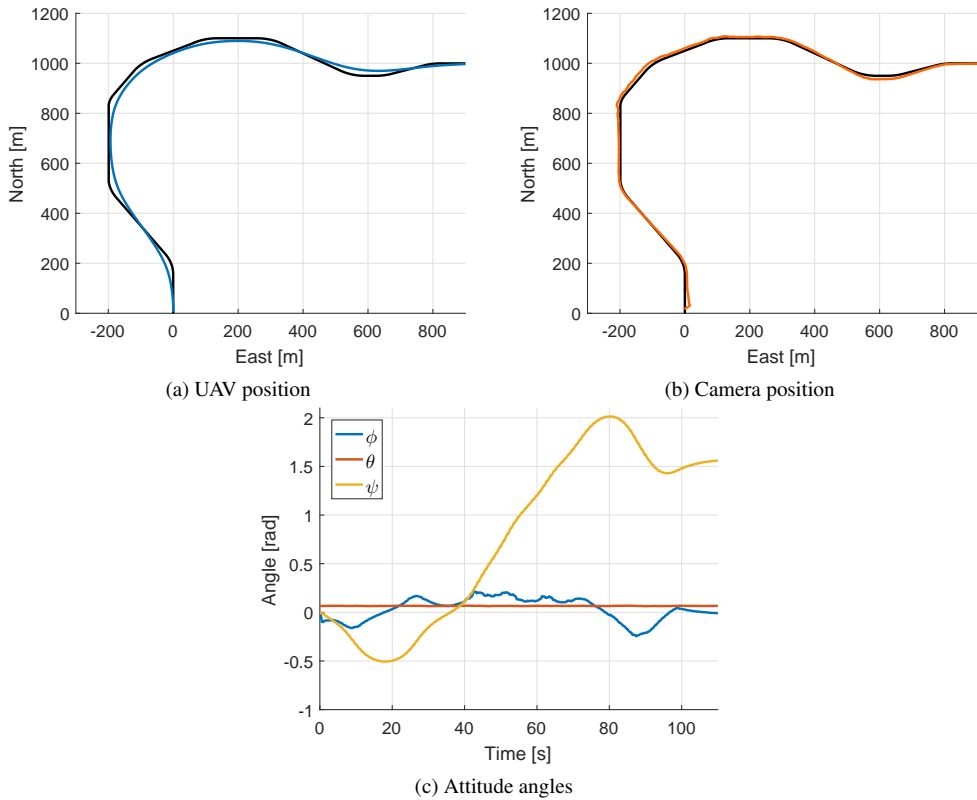 1200
1000
800
600
400
200
0
North [m]
-200 0 200 400 600 800
East [m]
(a) UAV position
1200
1000
800
600
400
200
0
North [m]
-200 0 200 400 600 800
East [m]
(b) Camera position
2
1.5
1
0.5
0
-0.5
-1
Angle [rad]
ϕ
θ
ψ
0 20 40 60 80 100
Time [s]
(c) Attitude angles